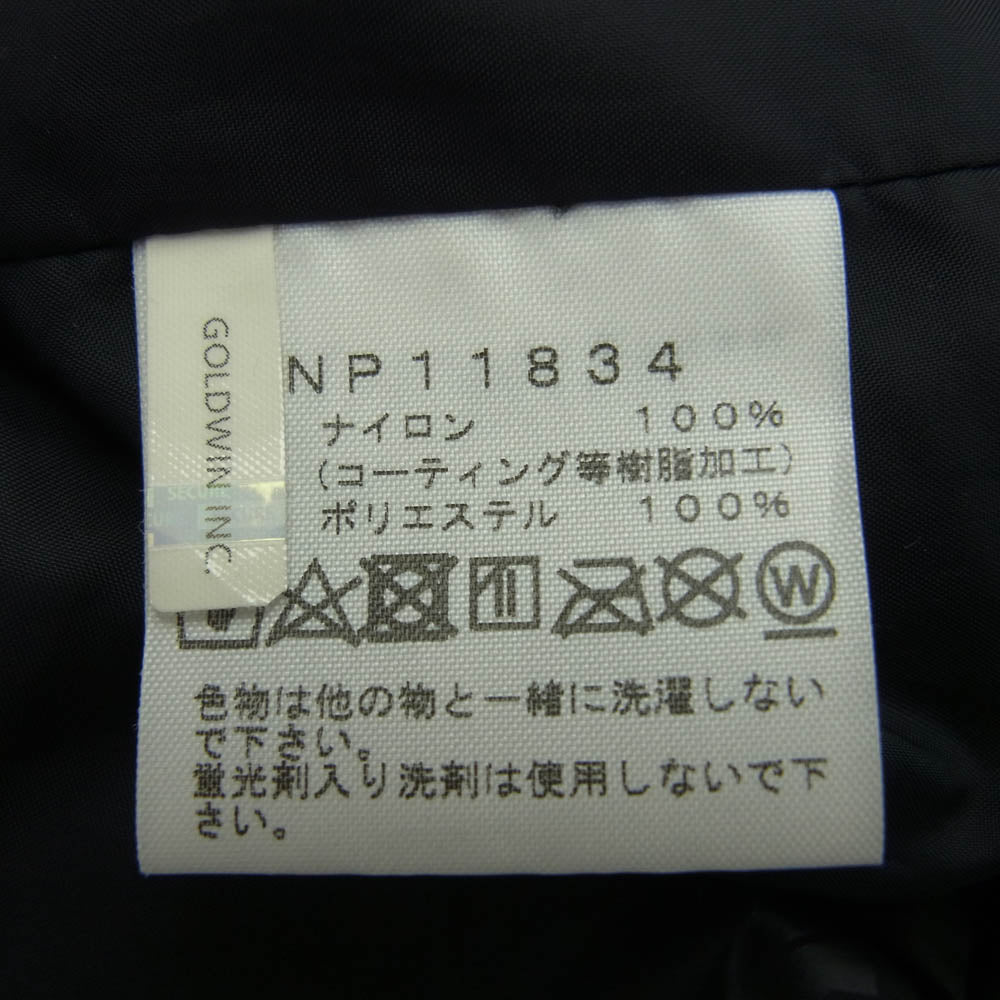 GOLDWIN INC.
SECURE
NP11834
ナイロン 100%
(コーティング等樹脂加工)
ポリエステル 100%
W
色物は他の物と一緒に洗濯しない
で下さい。
蛍光剤入り洗剤は使用しないで下
さい。